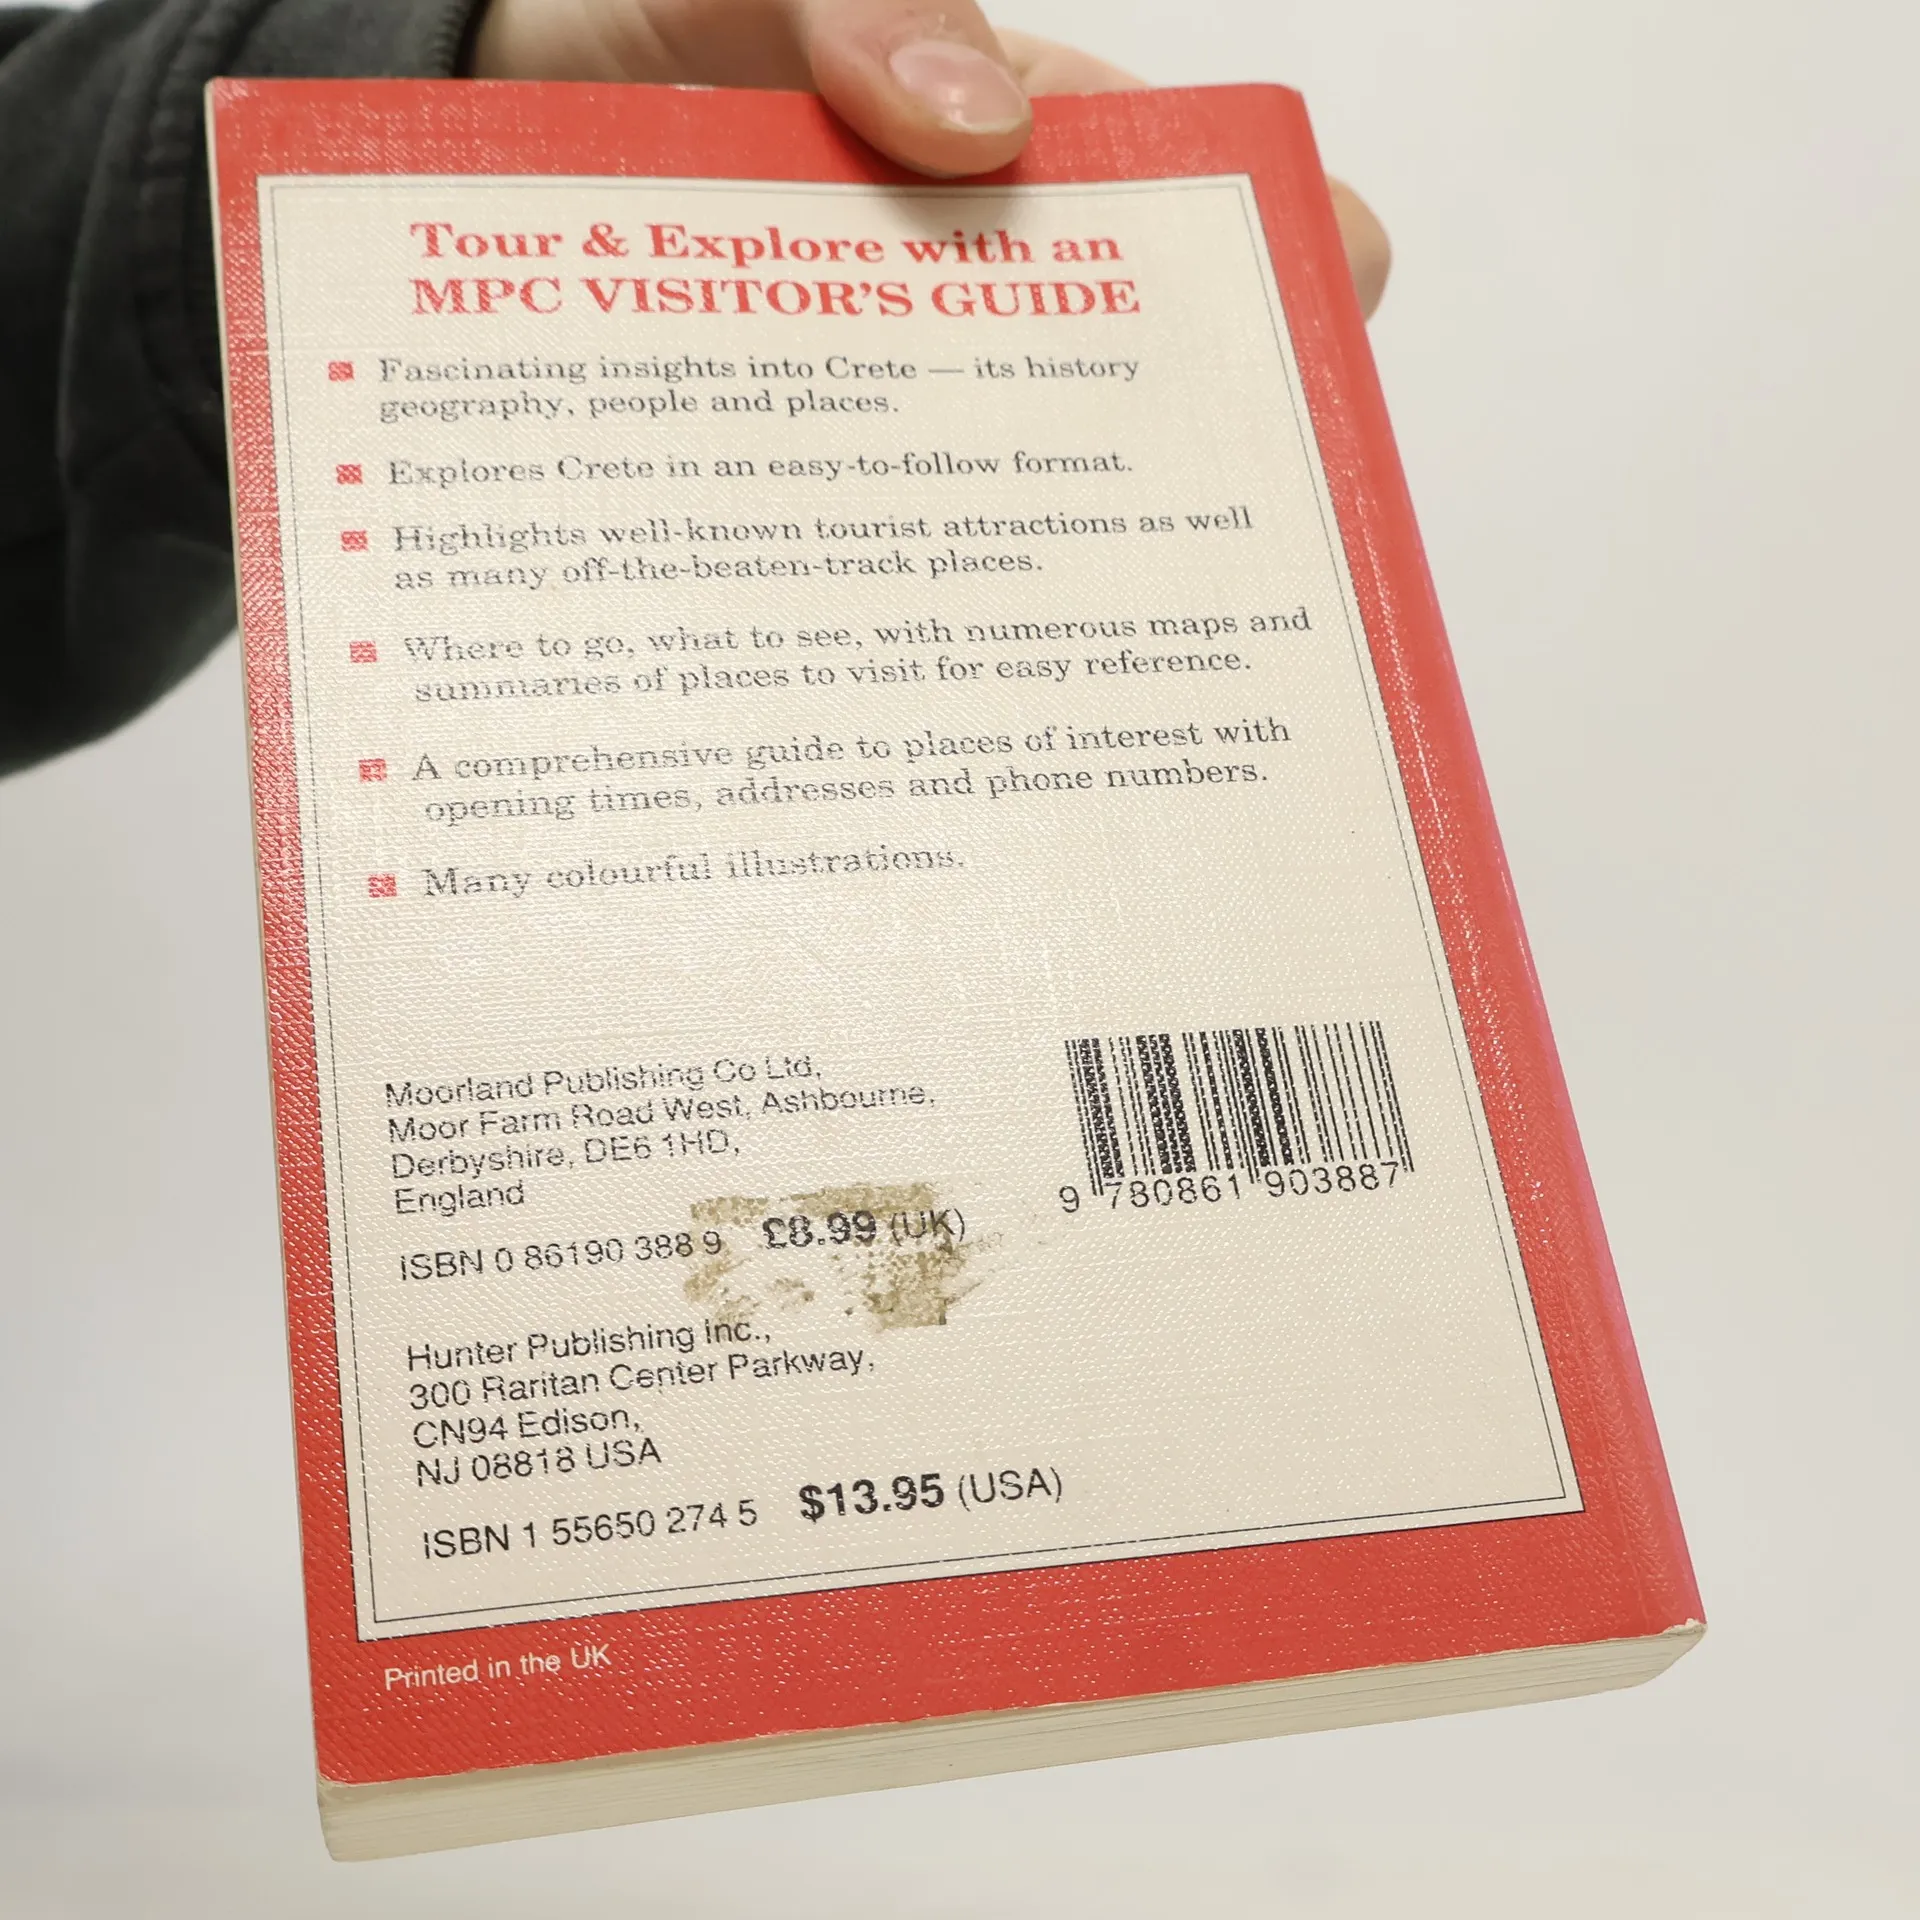 Tour & Explore with an
MPC VISITOR'S GUIDE
Fascinating insights into Crete — its history
geography, people and places.
Explores Crete in an easy-to-follow format.
Highlights well-known tourist attractions as well
as many off-the-beaten-track places.
Where to go, what to see, with numerous maps and
summaries of places to visit for easy reference.
A comprehensive guide to places of interest with
opening times, addresses and phone numbers.
Many colourful illustrations.
Moorland Publishing Co Ltd,
Moor Farm Road West, Ashbourne,
Derbyshire, DE6 1HD,
England
ISBN 0 86190 388 9 £8.99 (UK)
9 780861 903887
Hunter Publishing Inc.,
300 Raritan Center Parkway,
CN94 Edison,
NJ 08818 USA
ISBN 1 55650 274 5 $13.95 (USA)
Printed in the UK